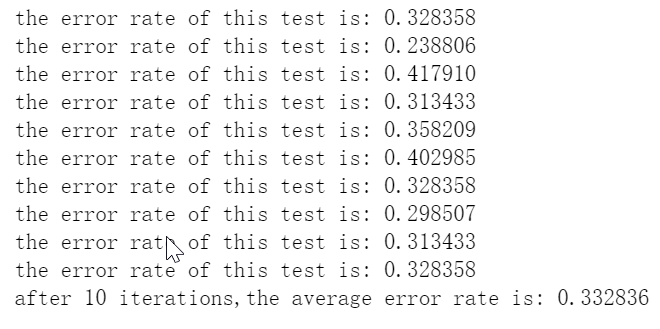 the error rate of this test is: 0.328358
the error rate of this test is: 0.238806
the error rate of this test is: 0.417910
the error rate of this test is: 0.313433
the error rate of this test is: 0.358209
the error rate of this test is: 0.402985
the error rate of this test is: 0.328358
the error rate of this test is: 0.298507
the error rate of this test is: 0.313433
the error rate of this test is: 0.328358
after 10 iterations,the average error rate is: 0.332836